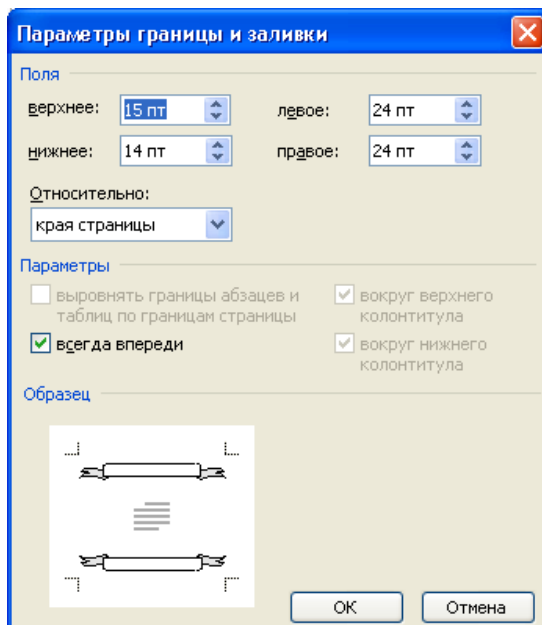 Параметры границы и заливки
Поля
верхнее: 15 пт левое: 24 пт
нижнее: 14 пт правое: 24 пт
Относительно:
края страницы
Параметры
выровнять границы абзацев и
таблиц по границам страницы
вокруг верхнего
колонтитула
всегда впереди
вокруг нижнего
колонтитула
Образец
ОК Отмена